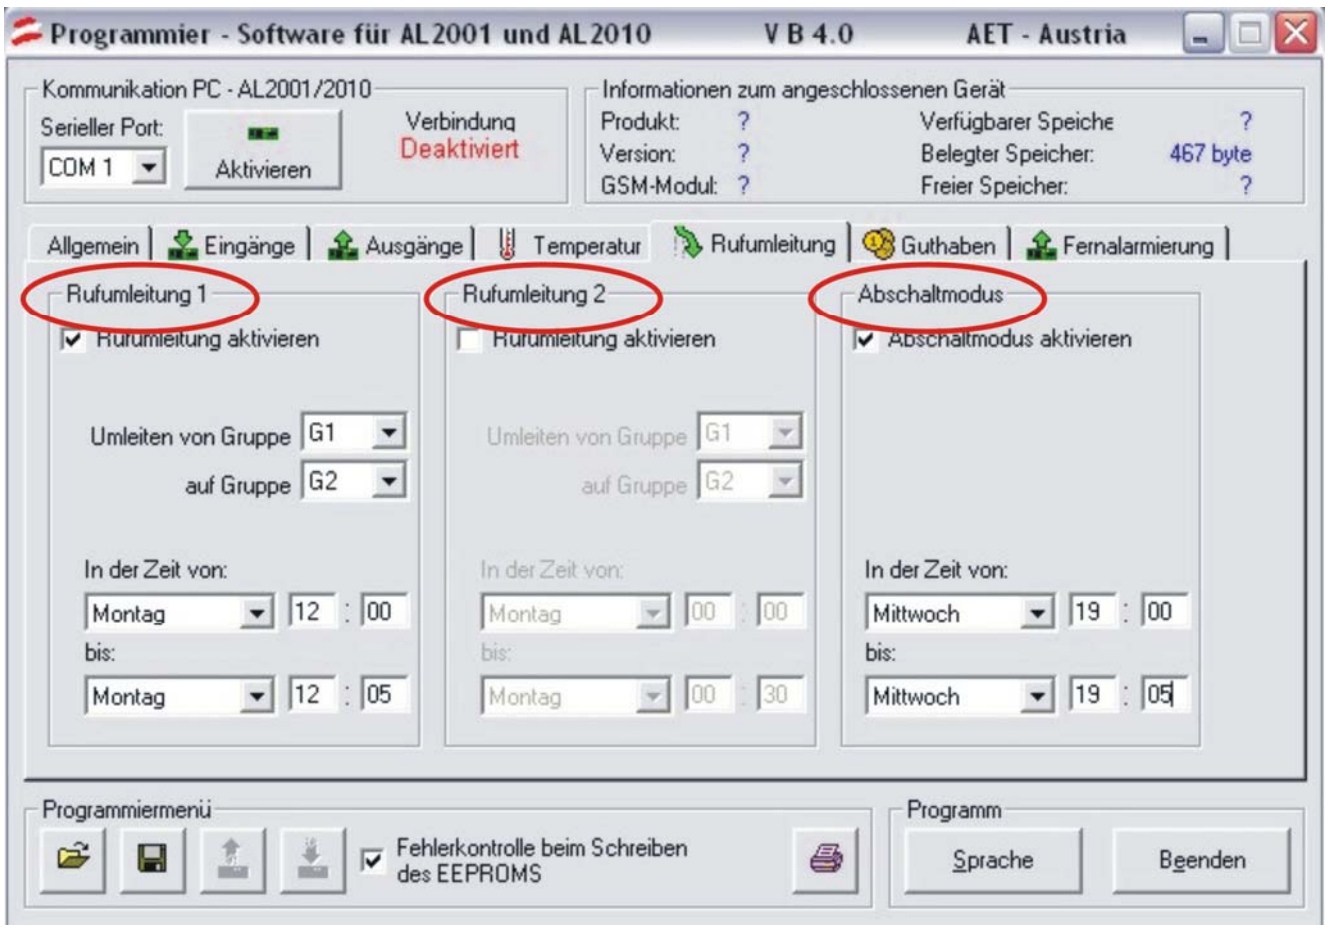 Programmier - Software für AL2001 und AL2010 V B 4.0 AET - Austria
Kommunikation PC - AL2001/2010
Serieller Port:
COM 1
Aktivieren
Verbindung
Deaktiviert
Informationen zum angeschlossenen Gerät
Produkt: ?
Version: ?
GSM-Modul: ?
Verfügbarer Speiche ?
Belegter Speicher: 467 byte
Freier Speicher: ?
Allgemein Eingänge Ausgänge Temperatur Rufumleitung Guthaben Fernalarmierung
Rufumleitung 1
Rufumleitung aktivieren
Umleiten von Gruppe G1
auf Gruppe G2
In der Zeit von:
Montag 12 : 00
bis:
Montag 12 : 05
Rufumleitung 2
Rufumleitung aktivieren
Umleiten von Gruppe G1
auf Gruppe G2
In der Zeit von:
Montag 00 : 00
bis:
Montag 00 : 30
Abschaltmodus
Abschaltmodus aktivieren
In der Zeit von:
Mittwoch 19 : 00
bis:
Mittwoch 19 : 05
Programmiermenü
Fehlerkontrolle beim Schreiben
des EEPROMS
Programm
Sprache
Beenden